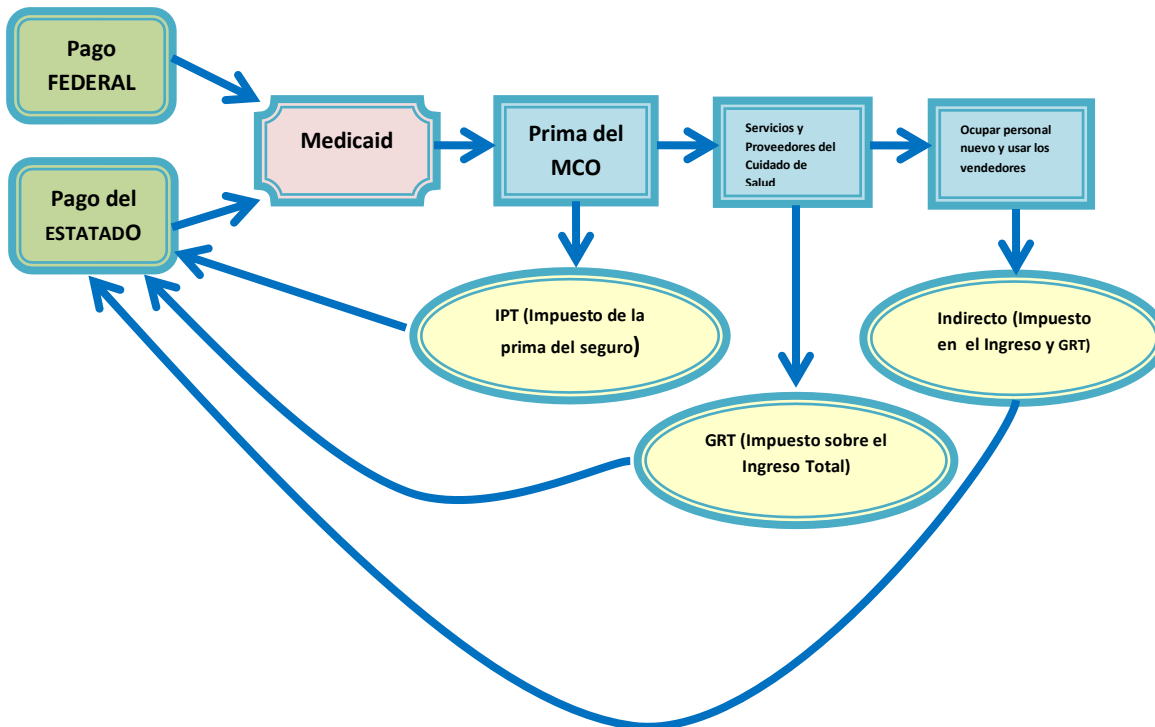 Pago
FEDERAL
Medicaid
Prima del
MCO
Servicios y
Proveedores del
Cuidado de
Salud
Ocupar personal
nuevo y usar los
vendedores
Pago del
ESTATADO
IPT (Impuesto de la
prima del seguro)
Indirecto (Impuesto
en el Ingreso y GRT)
GRT (Impuesto sobre el
Ingreso Total)